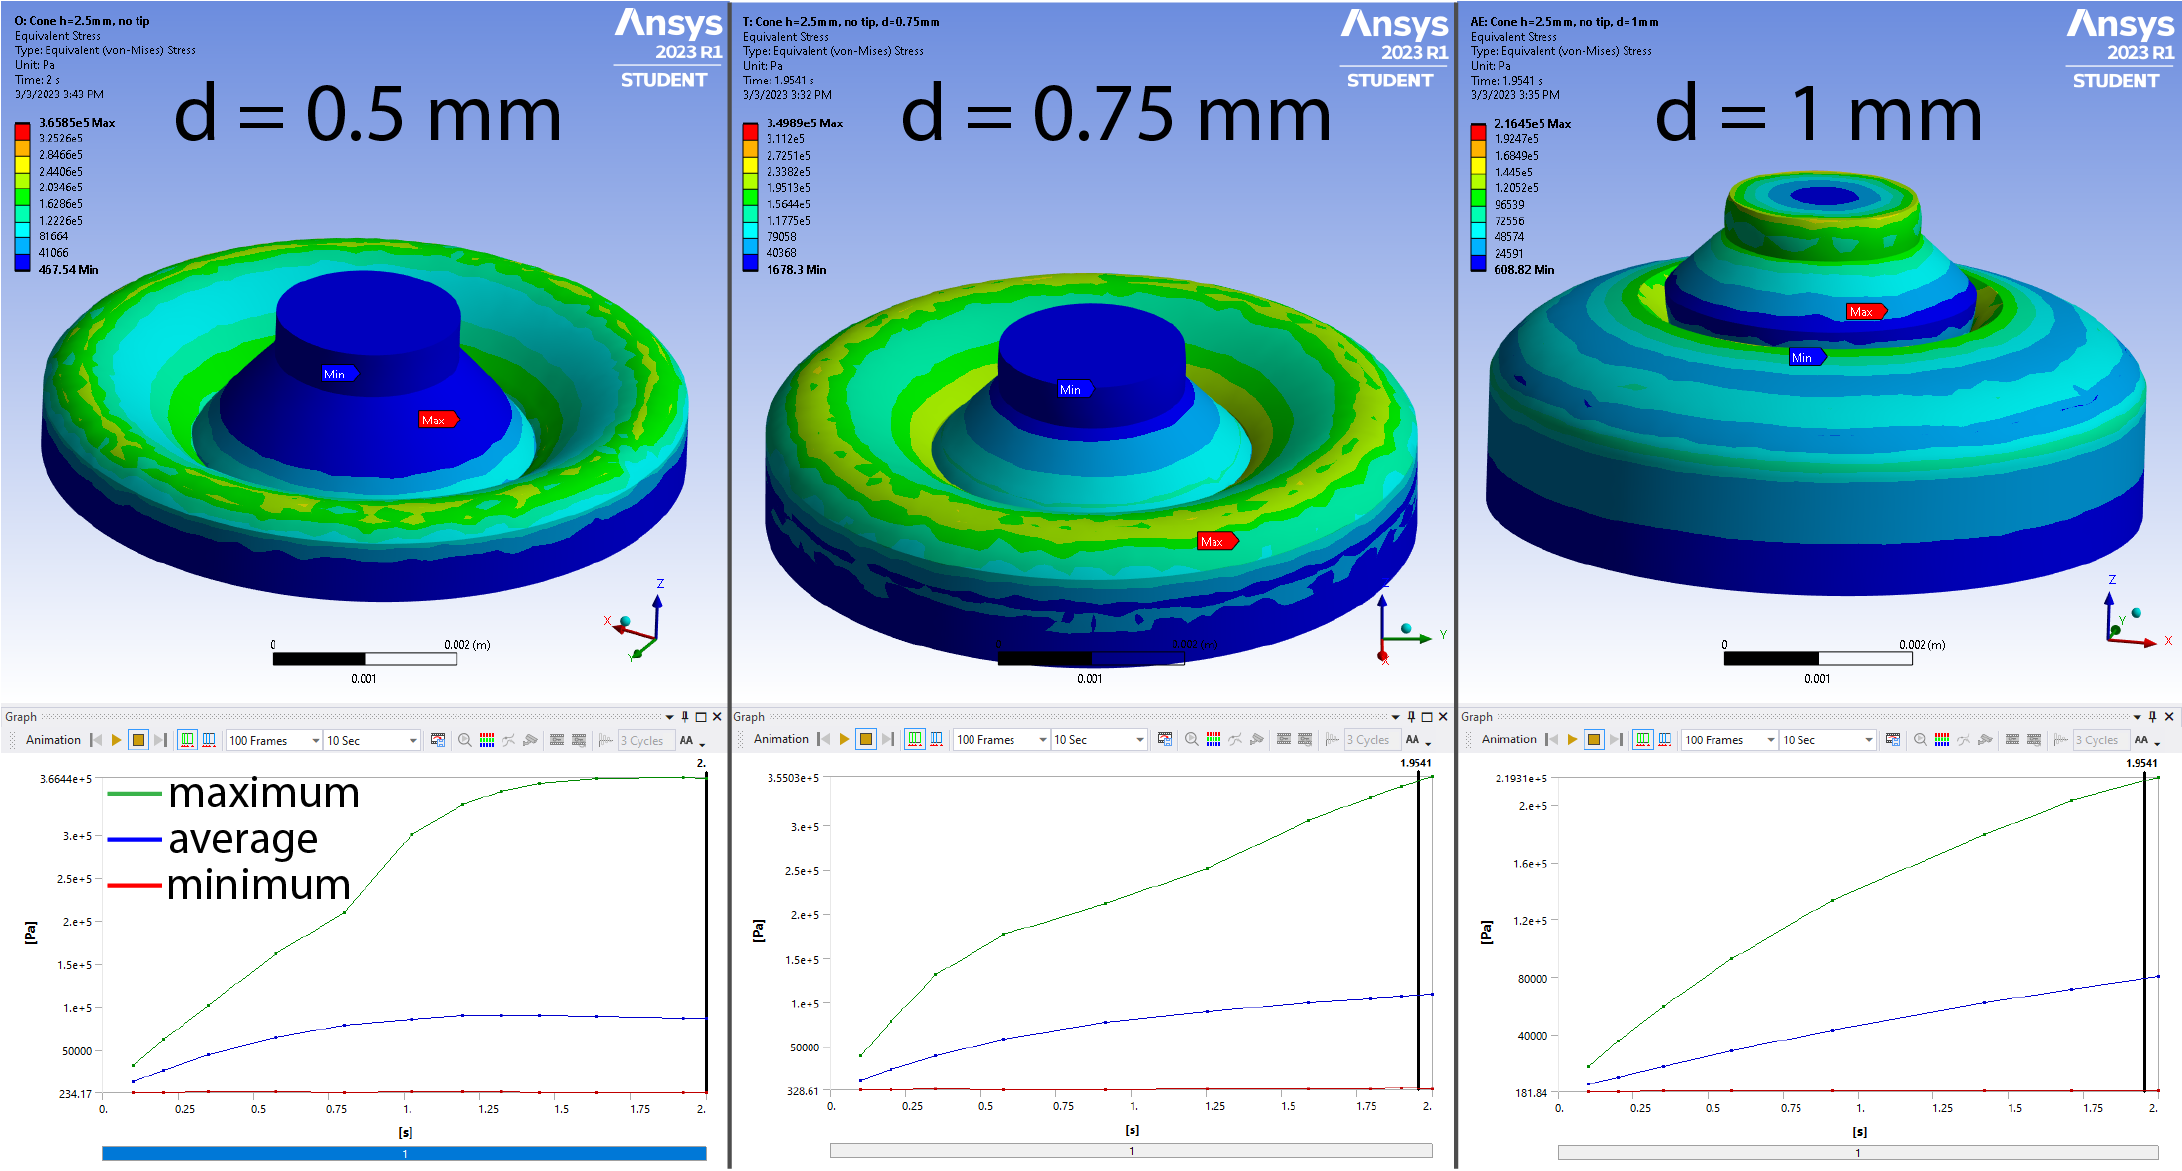 O: Cone h=2.5mm, no tip
Equivalent Stress
Type: Equivalent (von-Mises) Stress
Unit: Pa
Time: 2 s
3/3/2023 3:43 PM
Ansys
2023 R1
STUDENT
d = 0.5 mm
3.6585e5 Max
3.2526e5
2.8466e5
2.4406e5
2.0346e5
1.6286e5
1.2226e5
81664
41066
467.54 Min
Min
Max
Z
X
Y
0
0.002 (m)
0.001
T: Cone h=2.5mm, no tip, d=0.75mm
Equivalent Stress
Type: Equivalent (von-Mises) Stress
Unit: Pa
Time: 1.9541 s
3/3/2023 3:32 PM
Ansys
2023 R1
STUDENT
d = 0.75 mm
3.4989e5 Max
3.112e5
2.7251e5
2.3382e5
1.9513e5
1.5644e5
1.1775e5
79058
40368
1678.3 Min
Min
Max
Z
Y
X
0
0.002 (m)
0.001
AE: Cone h=2.5mm, no tip, d=1mm
Equivalent Stress
Type: Equivalent (von-Mises) Stress
Unit: Pa
Time: 1.9541 s
3/3/2023 3:35 PM
Ansys
2023 R1
STUDENT
d = 1 mm
2.1645e5 Max
1.9247e5
1.6849e5
1.445e5
1.2052e5
96539
72556
48574
24591
608.82 Min
Max
Min
Z
Y
X
0
0.002 (m)
0.001
Graph
Animation 100 Frames 10 Sec 3 Cycles AA
2.
3.6644e+5
3.e+5
2.5e+5
2.e+5
1.5e+5
1.e+5
50000
234.17
[Pa]
maximum
average
minimum
0. 0.25 0.5 0.75 1. 1.25 1.5 1.75 2.
[s]
1
Graph
Animation 100 Frames 10 Sec 3 Cycles AA
1.9541
3.5503e+5
3.e+5
2.5e+5
2.e+5
1.5e+5
1.e+5
50000
328.61
[Pa]
0. 0.25 0.5 0.75 1. 1.25 1.5 1.75 2.
[s]
1
Graph
Animation 100 Frames 10 Sec 3 Cycles AA
1.9541
2.1931e+5
2.e+5
1.6e+5
1.2e+5
80000
40000
181.84
[Pa]
0. 0.25 0.5 0.75 1. 1.25 1.5 1.75 2.
[s]
1